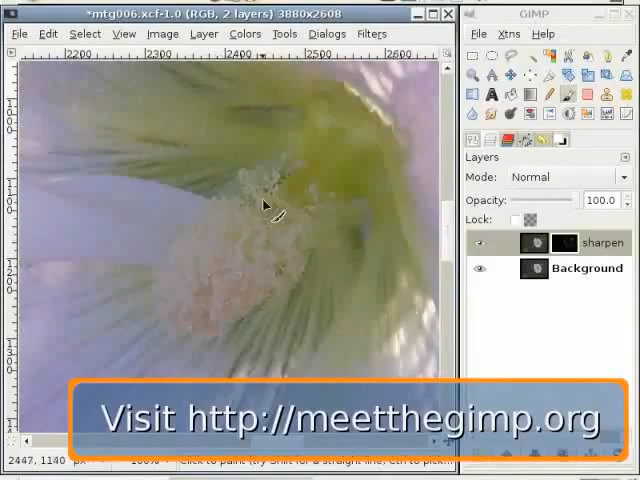 *mtg006.xcf-1.0 (RGB, 2 layers) 3880x2608
File Edit Select View Image Layer Colors Tools Dialogs Filters
2200 2300 2400 2500 2600
2447, 1140
Visit http://meetthegimp.org
GIMP
File Xtns Help
Layers
Mode: Normal
Opacity: 100.0
Lock:
sharpen
Background